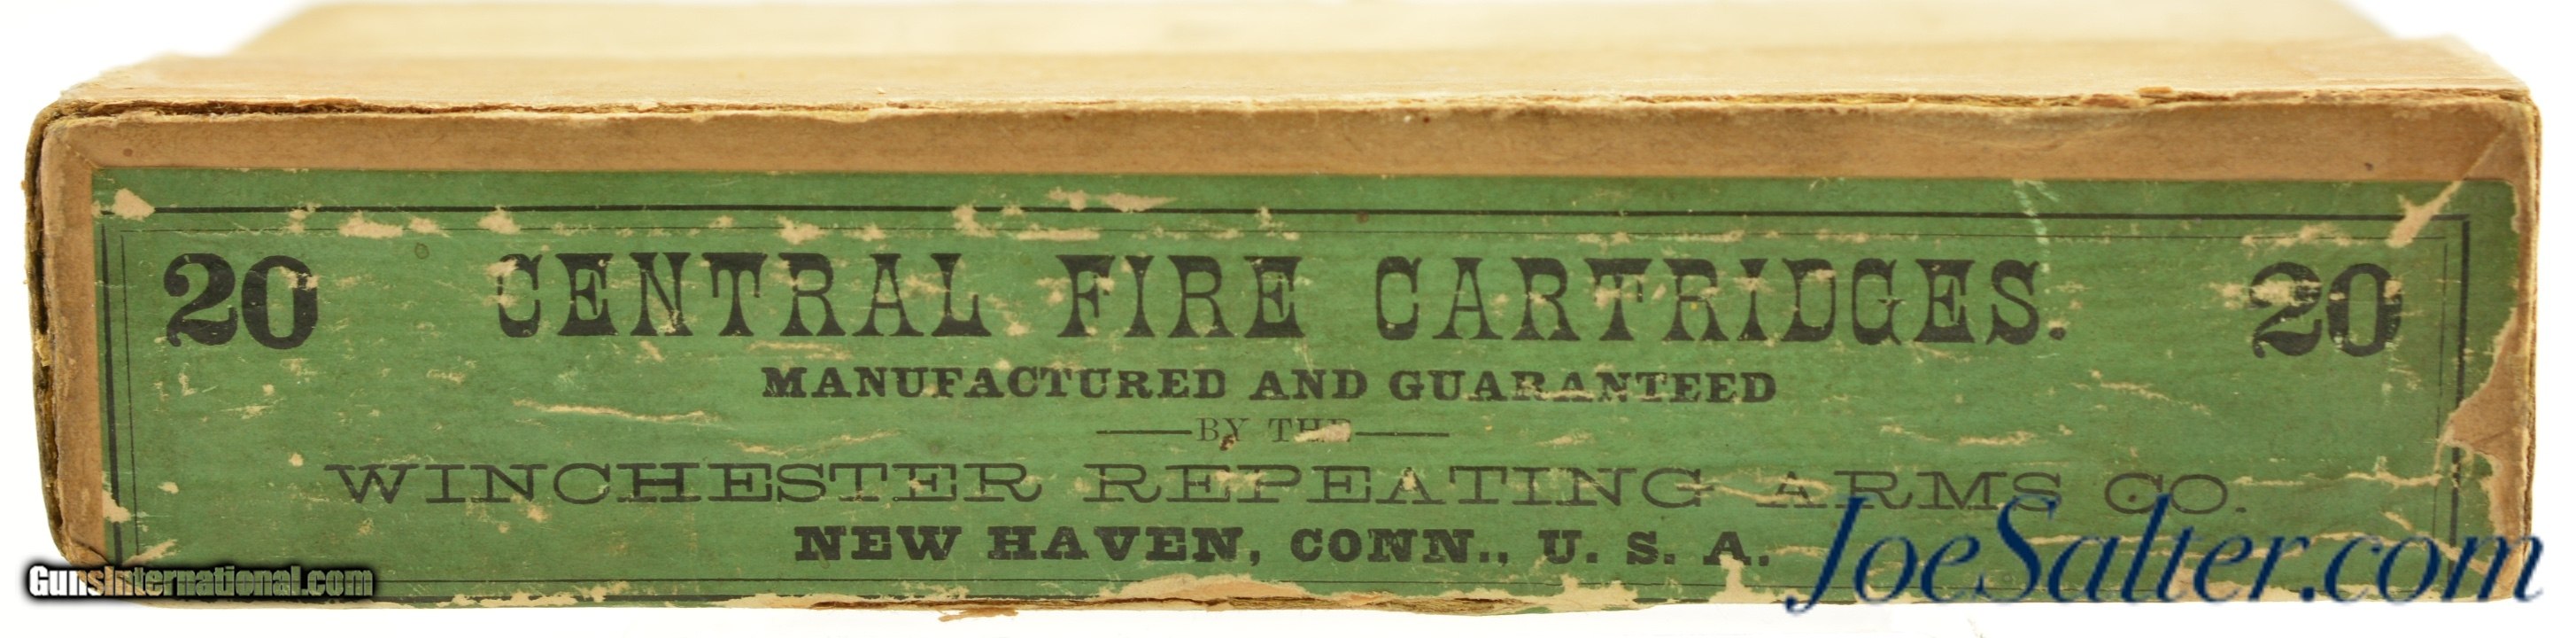 20 CENTRAL FIRE CARTRIDGES. 20
MANUFACTURED AND GUARANTEED
BY THE
WINCHESTER REPEATING ARMS CO.
NEW HAVEN, CONN., U. S. A.
GunsInternational.com
JoeSalter.com